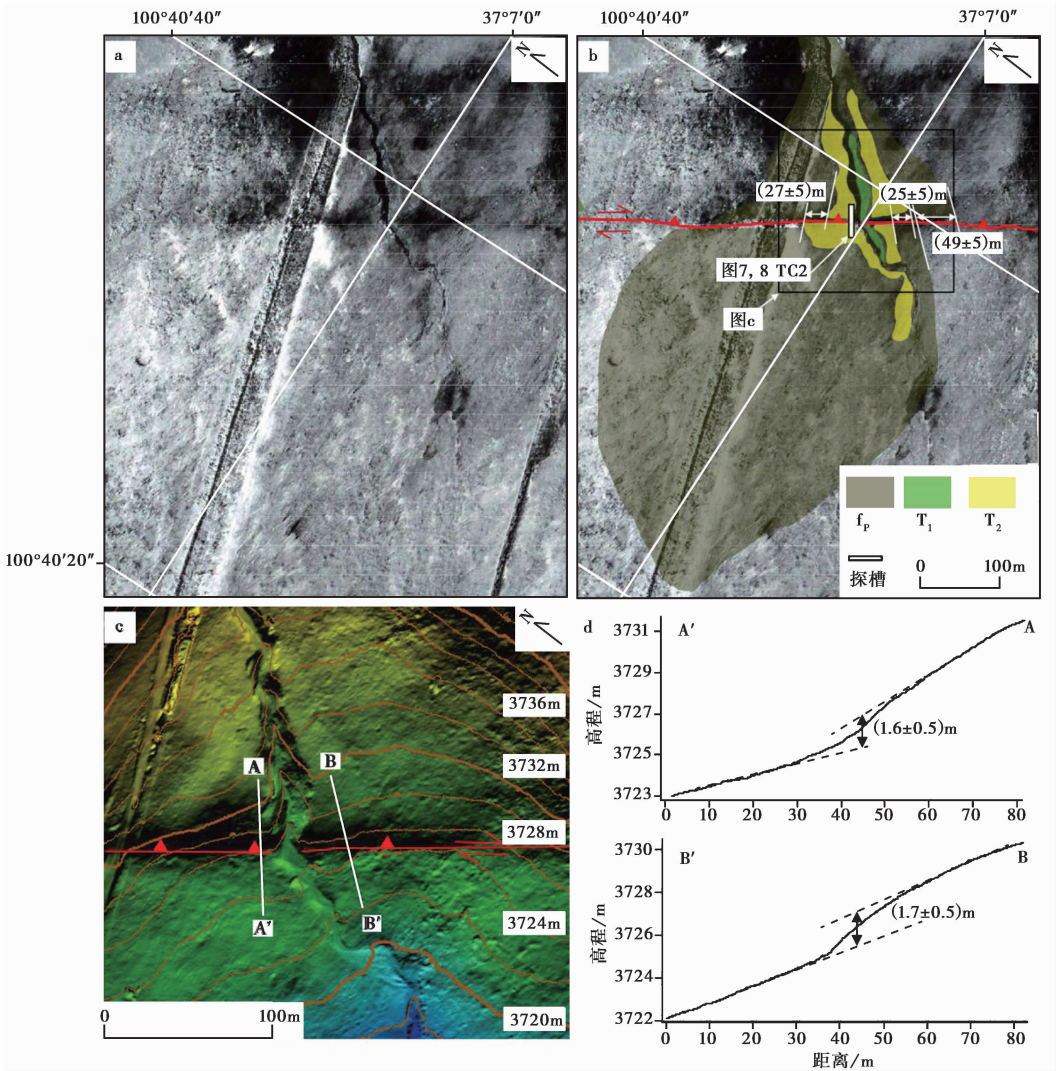 100°40′40″
37°7′0″
100°40′40″
37°7′0″
a
N
b
N
(27±5)m
(25±5)m
(49±5)m
图7, 8 TC2
图c
fP
T1
T2
探槽
0
100m
100°40′20″
c
N
3736m
3732m
3728m
3724m
3720m
A
B
A′
B′
0
100m
d
A′
A
3731
3727
3725
3723
高程/m
(1.6±0.5)m
0 10 20 30 40 50 60 70 80
B′
B
3730
3728
3726
3725
3722
高程/m
(1.7±0.5)m
0 10 20 30 40 50 60 70 80
距离/m